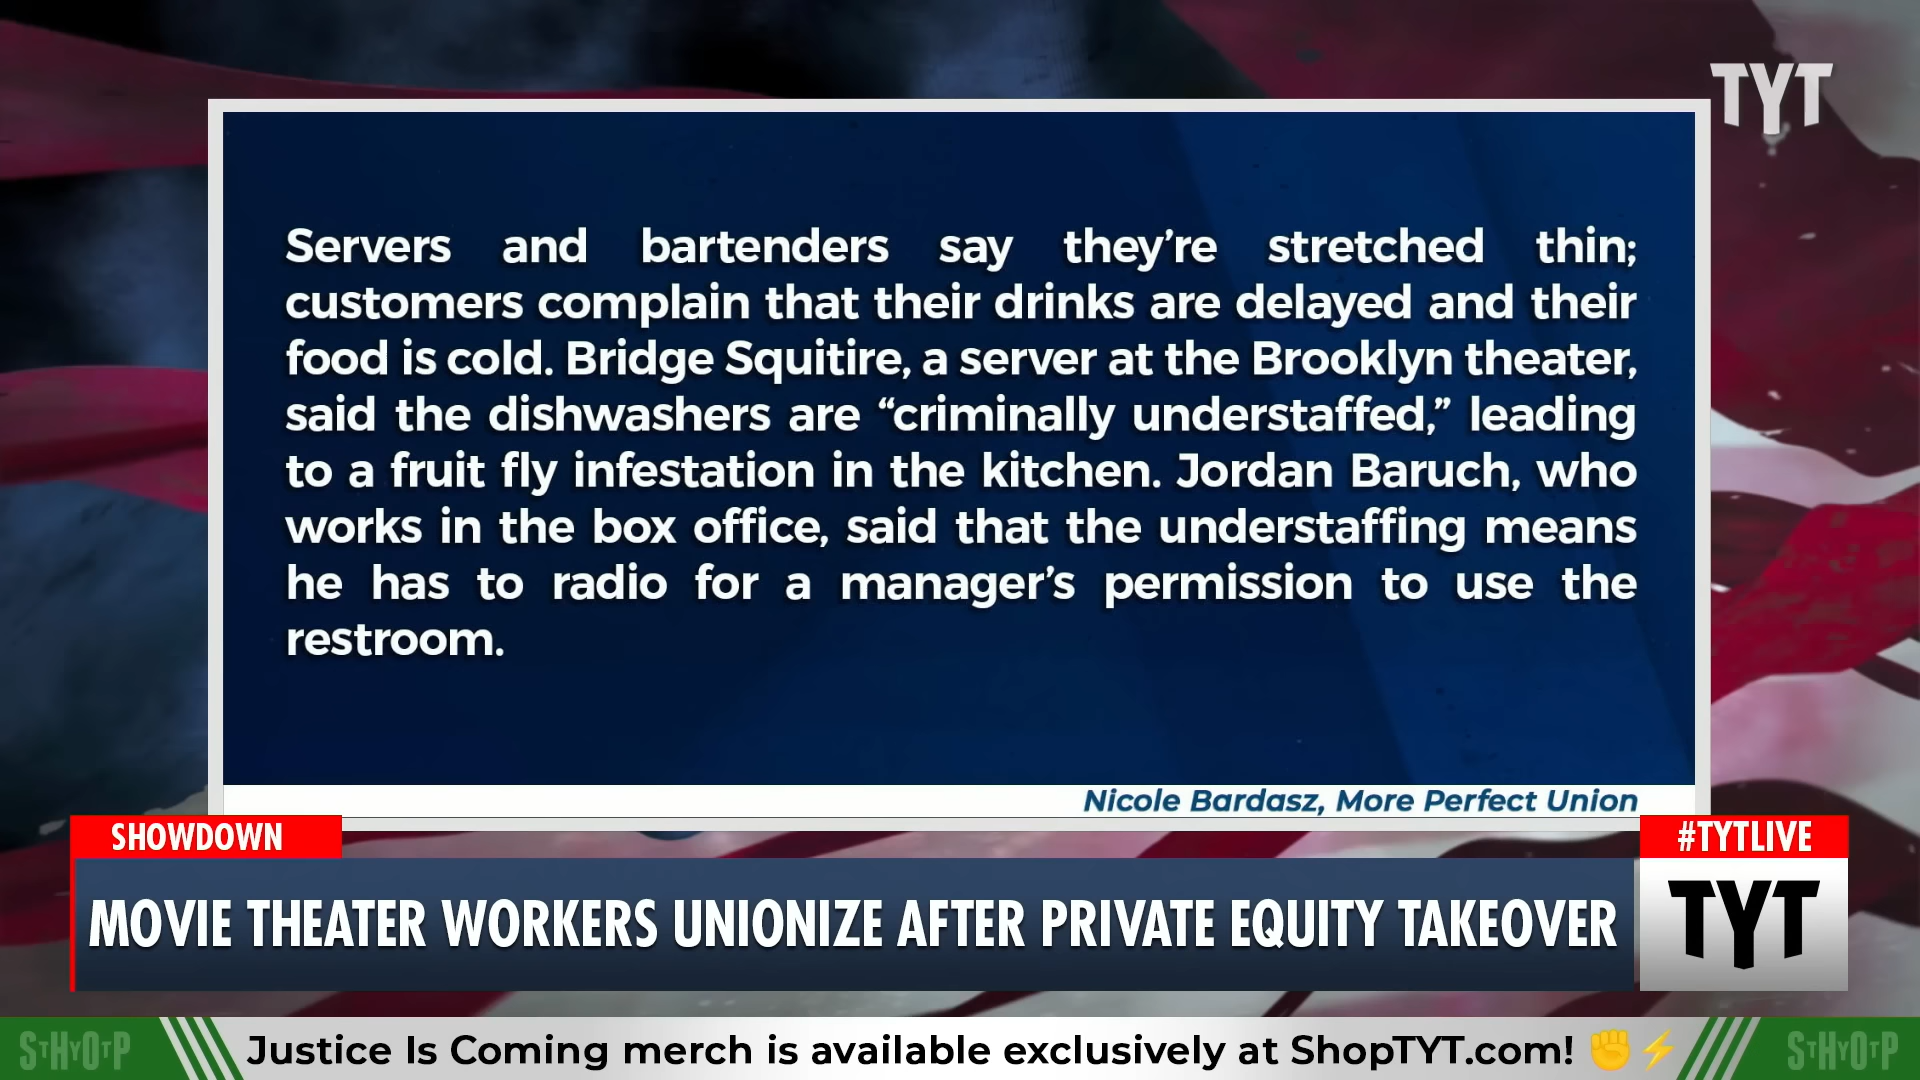 TYT
Servers and bartenders say they’re stretched thin;
customers complain that their drinks are delayed and their
food is cold. Bridge Squitire, a server at the Brooklyn theater,
said the dishwashers are “criminally understaffed,” leading
to a fruit fly infestation in the kitchen. Jordan Baruch, who
works in the box office, said that the understaffing means
he has to radio for a manager’s permission to use the
restroom.
Nicole Bardasz, More Perfect Union
SHOWDOWN
#TYTLIVE
MOVIE THEATER WORKERS UNIONIZE AFTER PRIVATE EQUITY TAKEOVER
TYT
STHYOTP
Justice Is Coming merch is available exclusively at ShopTYT.com! ✊⚡
STHYOTP